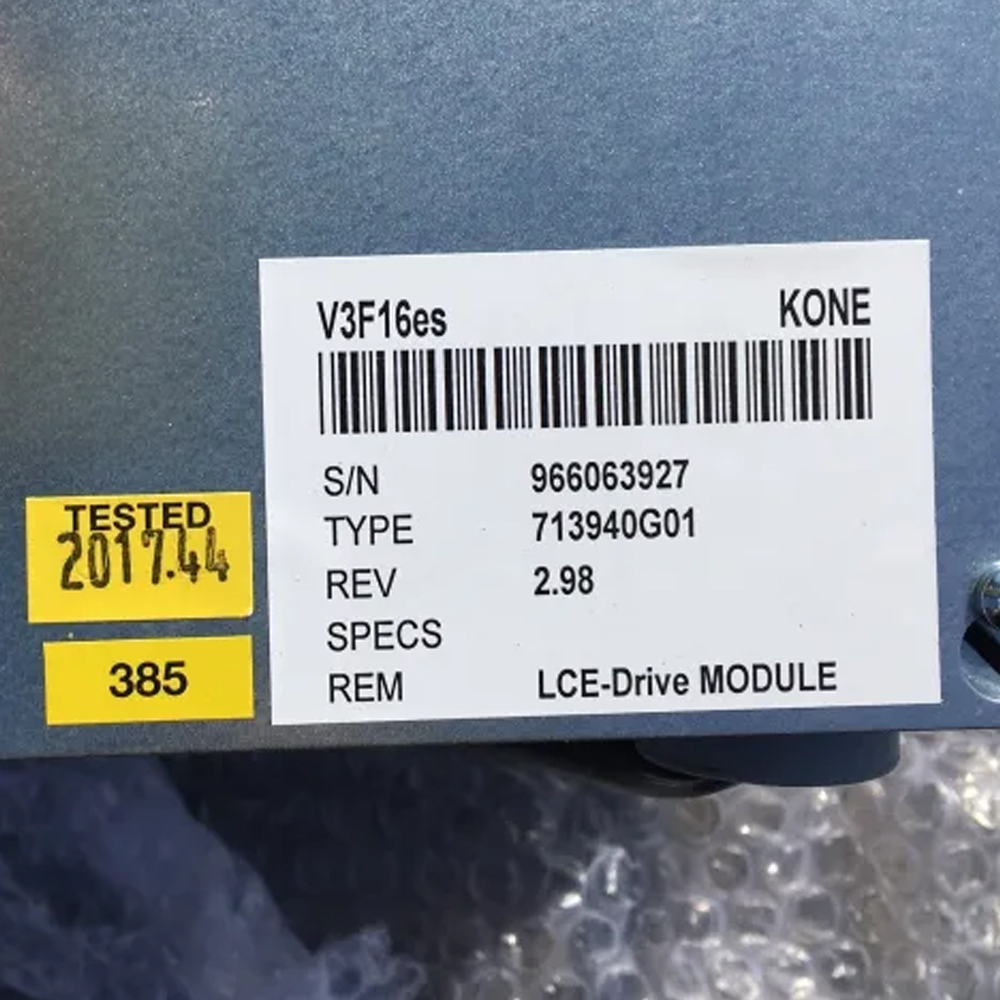 V3F16es KONE
S/N 966063927
TYPE 713940G01
REV 2.98
SPECS
REM LCE-Drive MODULE
TESTED
2017.44
385